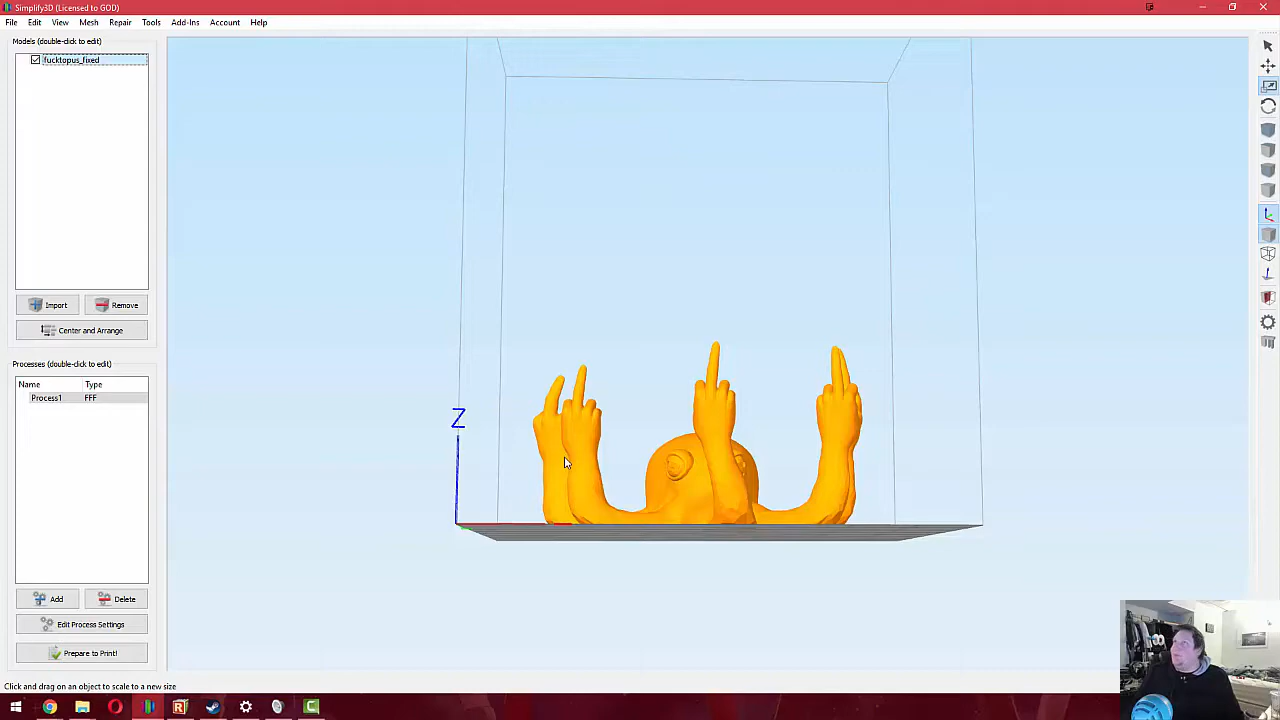 Simplify3D (Licensed to GOD)
File Edit View Mesh Repair Tools Add-Ins Account Help
Models (double-click to edit)
fucktopus_fixed
Import Remove
Center and Arrange
Processes (double-click to edit)
Name Type
Process1 FFF
Z
Add Delete
Edit Process Settings
Prepare to Print!
Click and drag on an object to scale to a new size